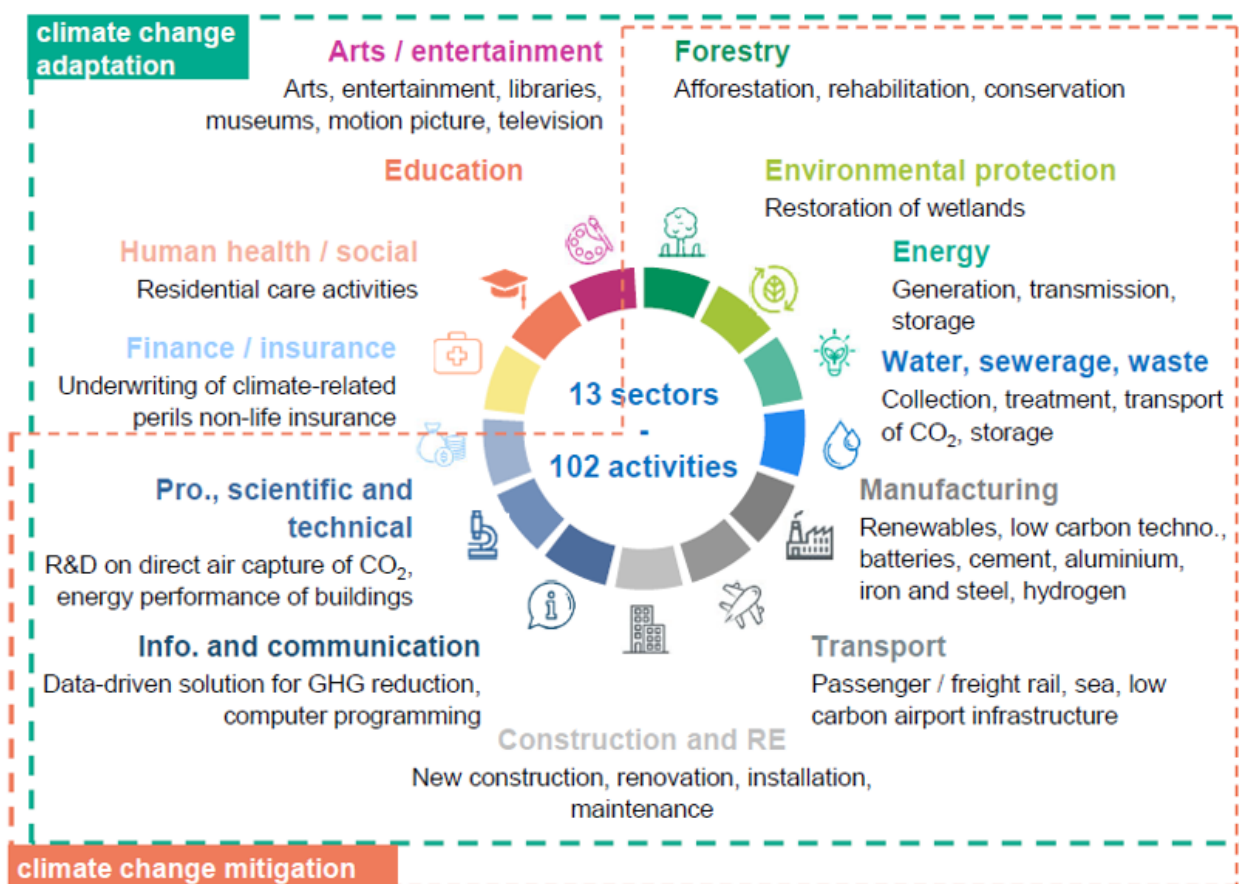 climate change
adaptation
Arts / entertainment
Arts, entertainment, libraries,
museums, motion picture, television
Education
Human health / social
Residential care activities
Finance / insurance
Underwriting of climate-related
perils non-life insurance
Pro., scientific and
technical
R&D on direct air capture of CO₂,
energy performance of buildings
Info. and communication
Data-driven solution for GHG reduction,
computer programming
Forestry
Afforestation, rehabilitation, conservation
Environmental protection
Restoration of wetlands
Energy
Generation, transmission,
storage
Water, sewerage, waste
Collection, treatment, transport
of CO₂, storage
Manufacturing
Renewables, low carbon techno.,
batteries, cement, aluminium,
iron and steel, hydrogen
Transport
Passenger / freight rail, sea, low
carbon airport infrastructure
Construction and RE
New construction, renovation, installation,
maintenance
13 sectors
-
102 activities
climate change mitigation